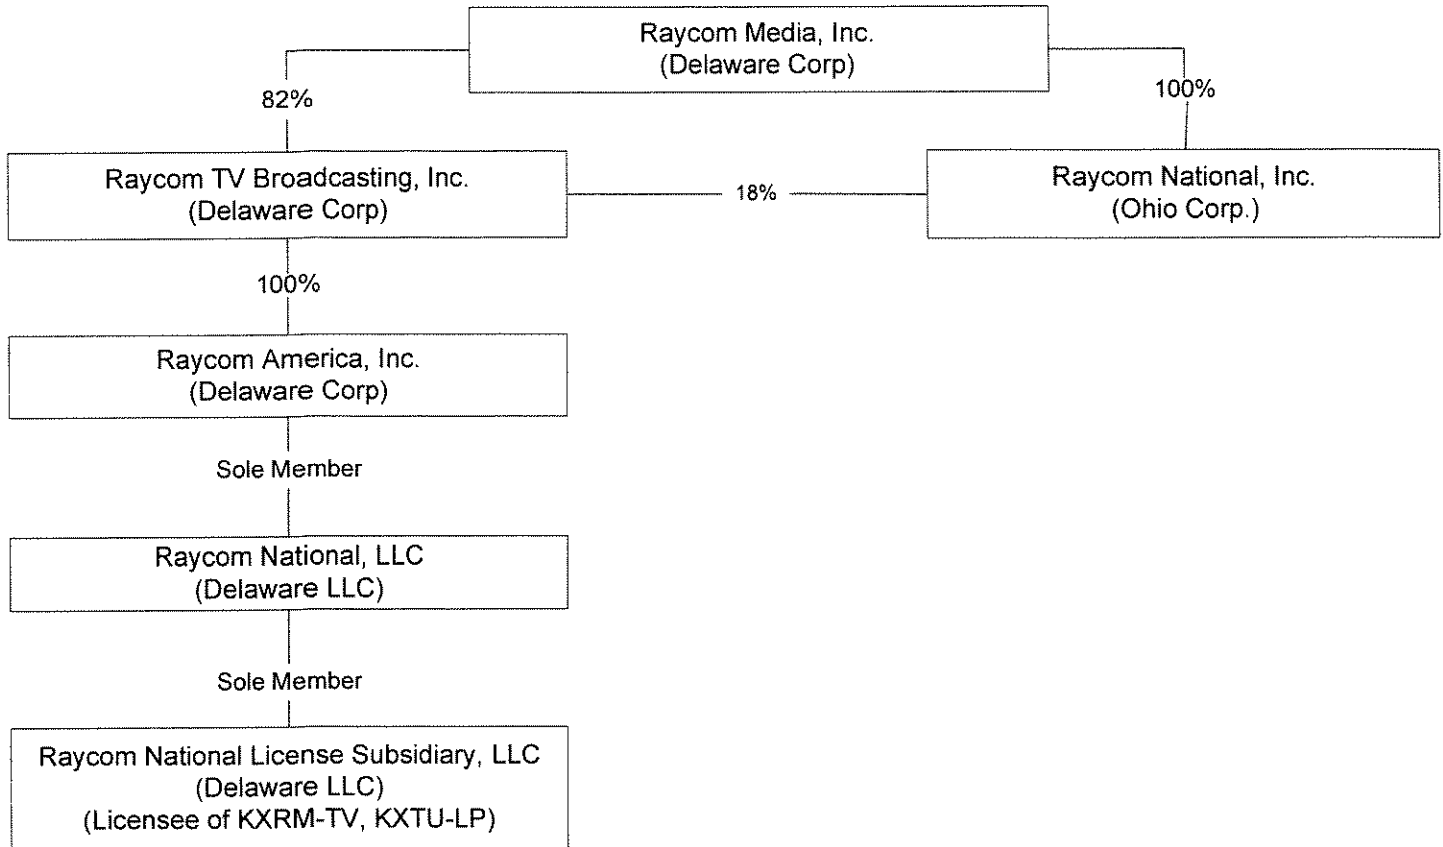 Raycom Media, Inc.
(Delaware Corp)
82%
100%
Raycom TV Broadcasting, Inc.
(Delaware Corp)
18%
Raycom National, Inc.
(Ohio Corp.)
100%
Raycom America, Inc.
(Delaware Corp)
Sole Member
Raycom National, LLC
(Delaware LLC)
Sole Member
Raycom National License Subsidiary, LLC
(Delaware LLC)
(Licensee of KXRM-TV, KXTU-LP)